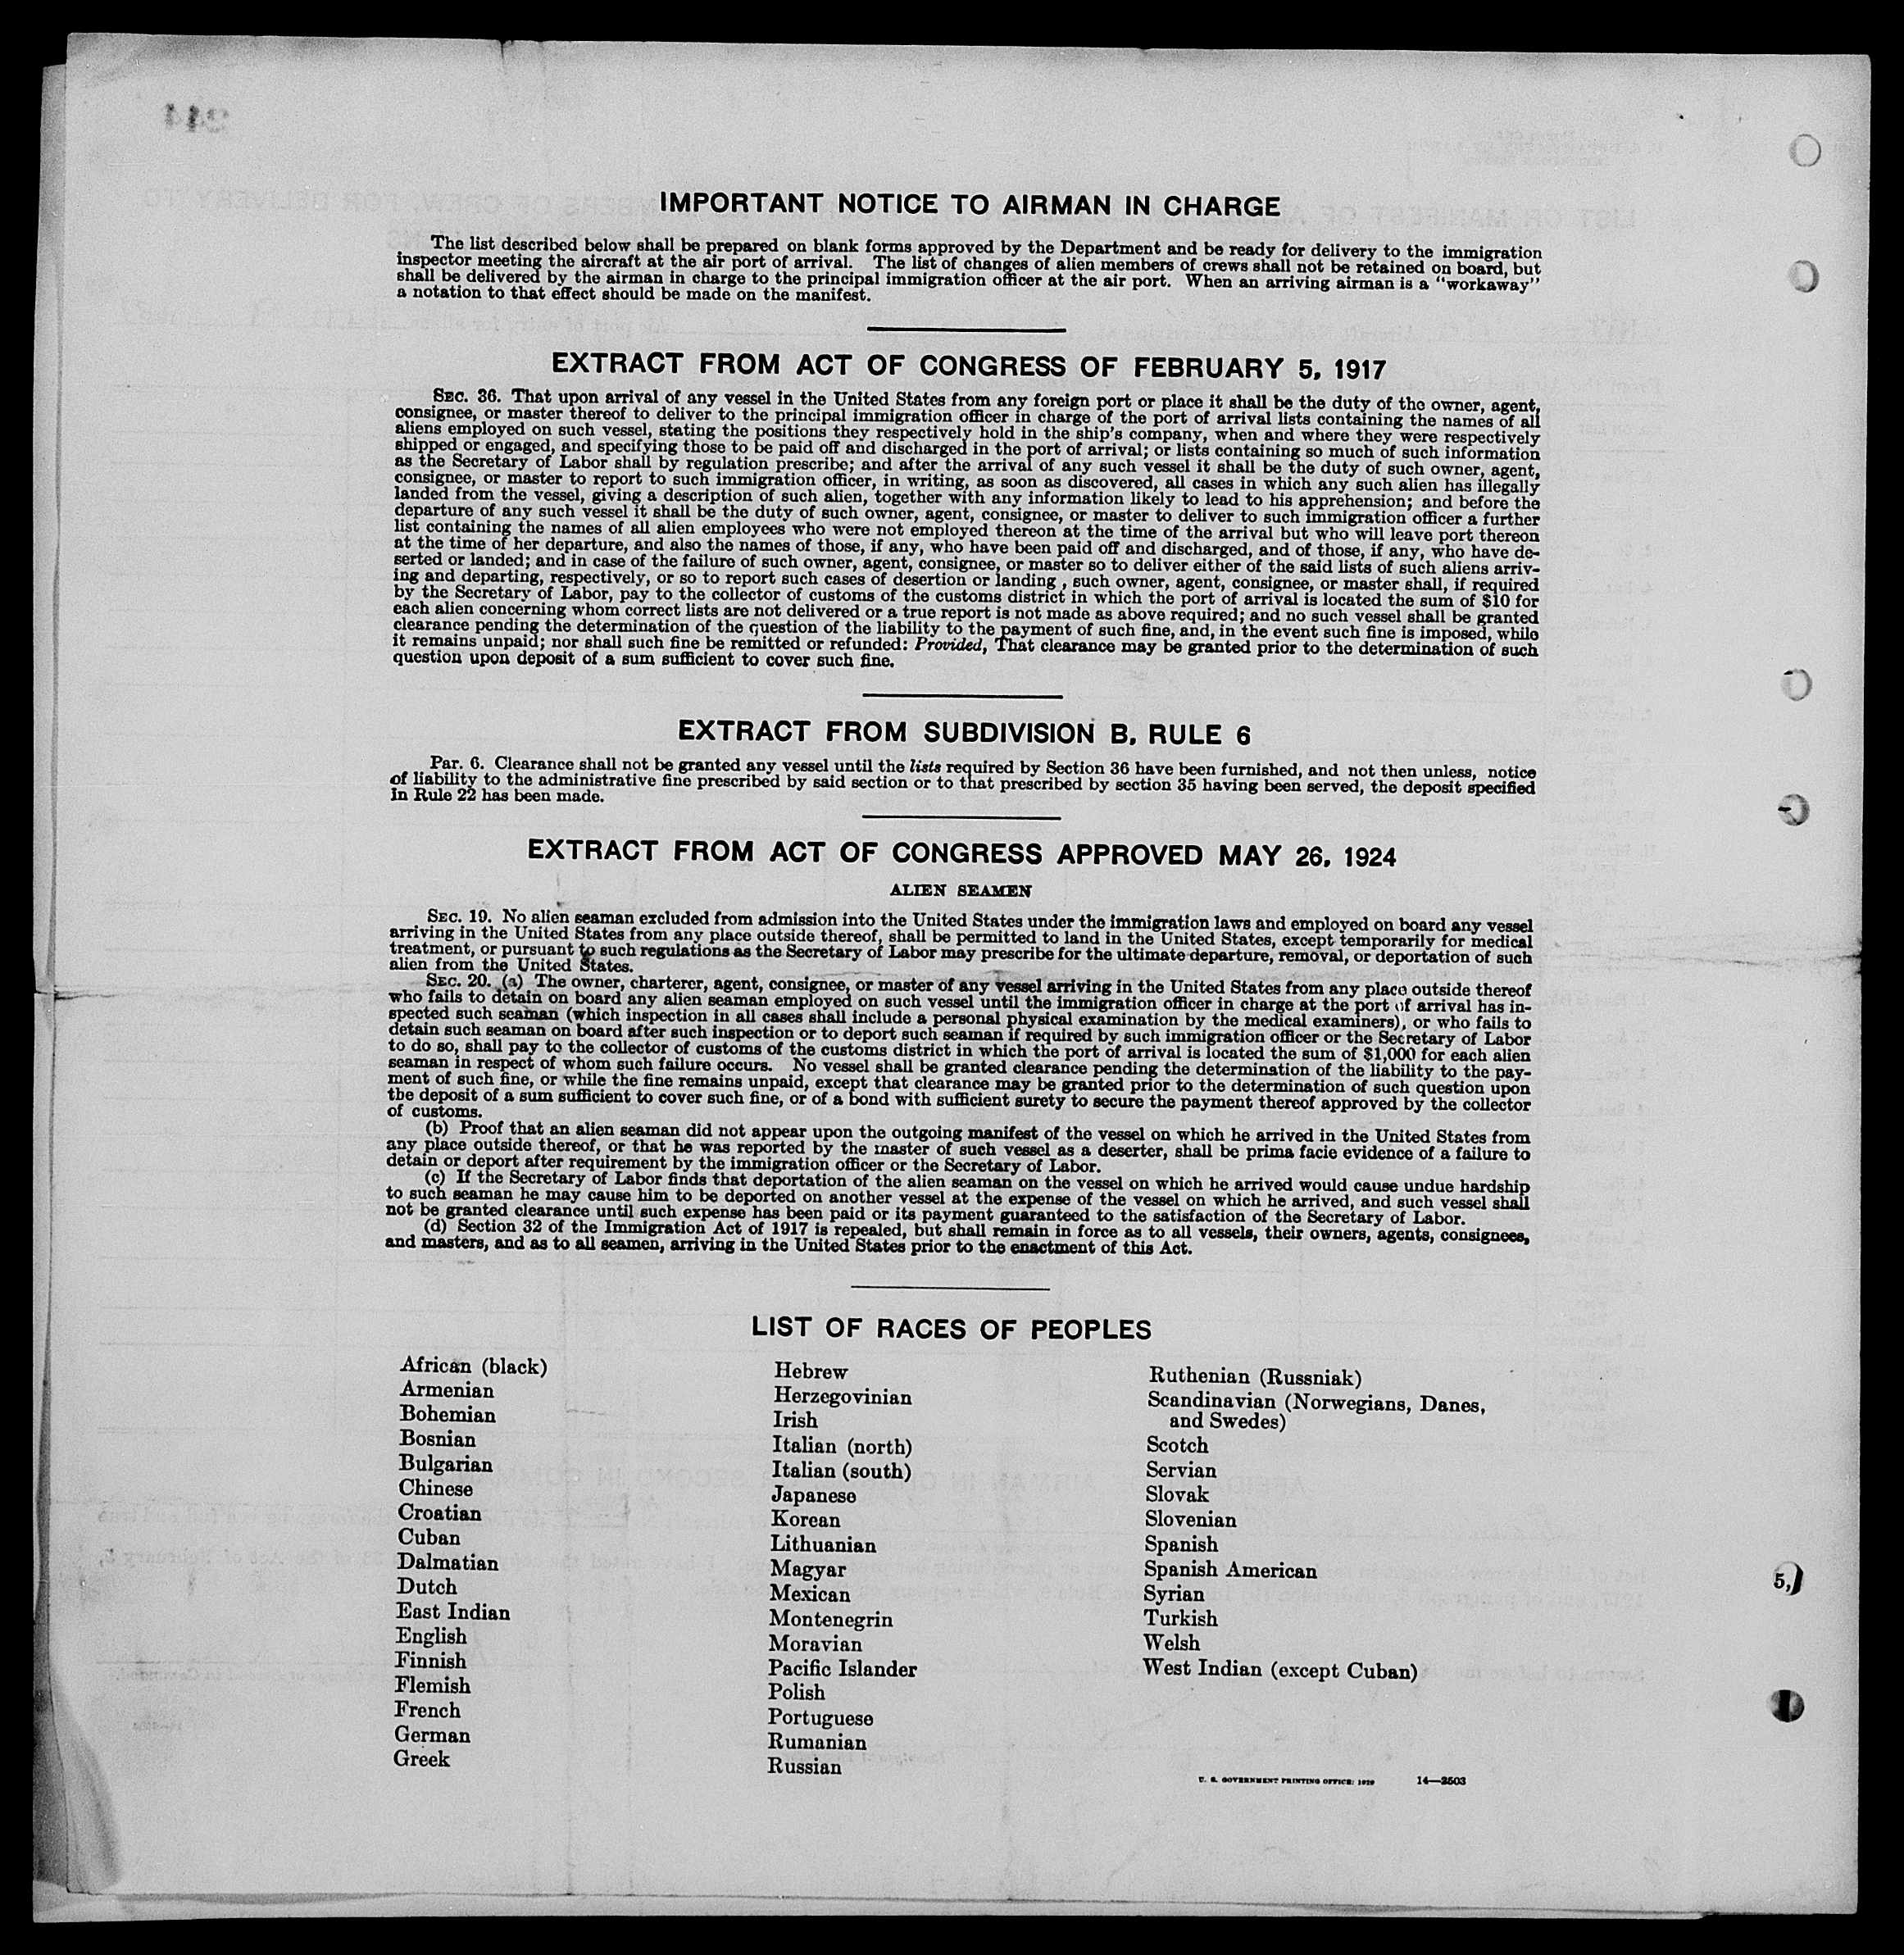 IMPORTANT NOTICE TO AIRMAN IN CHARGE
The list described below shall be prepared on blank forms approved by the Department and be ready for delivery to the immigration
inspector meeting the aircraft at the air port of arrival. The list of changes of alien members of crews shall not be retained on board, but
shall be delivered by the airman in charge to the principal immigration officer at the air port. When an arriving airman is a "workaway"
a notation to that effect should be made on the manifest.
EXTRACT FROM ACT OF CONGRESS OF FEBRUARY 5, 1917
SEC. 36. That upon arrival of any vessel in the United States from any foreign port or place it shall be the duty of the owner, agent,
consignee, or master thereof to deliver to the principal immigration officer in charge of the port of arrival lists containing the names of all
aliens employed on such vessel, stating the positions they respectively hold in the ship's company, when and where they were respectively
shipped or engaged, and specifying those to be paid off and discharged in the port of arrival; or lists containing so much of such information
as the Secretary of Labor shall by regulation prescribe; and after the arrival of any such vessel it shall be the duty of such owner, agent,
consignee, or master to report to such immigration officer, in writing, as soon as discovered, all cases in which any such alien has illegally
landed from the vessel, giving a description of such alien, together with any information likely to lead to his apprehension; and before the
departure of any such vessel it shall be the duty of such owner, agent, consignee, or master to deliver to such immigration officer a further
list containing the names of all alien employees who were not employed thereon at the time of the arrival but who will leave port thereon
at the time of her departure, and also the names of those, if any, who have been paid off and discharged, and of those, if any, who have de-
serted or landed; and in case of the failure of such owner, agent, consignee, or master so to deliver either of the said lists of such aliens arriv-
ing and departing, respectively, or so to report such cases of desertion or landing , such owner, agent, consignee, or master shall, if required
by the Secretary of Labor, pay to the collector of customs of the customs district in which the port of arrival is located the sum of $10 for
each alien concerning whom correct lists are not delivered or a true report is not made as above required; and no such vessel shall be granted
clearance pending the determination of the question of the liability to the payment of such fine, and, in the event such fine is imposed, while
it remains unpaid; nor shall such fine be remitted or refunded: Provided, That clearance may be granted prior to the determination of such
question upon deposit of a sum sufficient to cover such fine.
EXTRACT FROM SUBDIVISION B, RULE 6
Par. 6. Clearance shall not be granted any vessel until the lists required by Section 36 have been furnished, and not then unless, notice
of liability to the administrative fine prescribed by said section or to that prescribed by section 35 having been served, the deposit specified
in Rule 22 has been made.
EXTRACT FROM ACT OF CONGRESS APPROVED MAY 26, 1924
ALIEN SEAMEN
SEC. 19. No alien seaman excluded from admission into the United States under the immigration laws and employed on board any vessel
arriving in the United States from any place outside thereof, shall be permitted to land in the United States, except temporarily for medical
treatment, or pursuant to such regulations as the Secretary of Labor may prescribe for the ultimate departure, removal, or deportation of such
alien from the United States.
SEC. 20. (a) The owner, charterer, agent, consignee, or master of any vessel arriving in the United States from any place outside thereof
who fails to detain on board any alien seaman employed on such vessel until the immigration officer in charge at the port of arrival has in-
spected such seaman (which inspection in all cases shall include a personal physical examination by the medical examiners), or who fails to
detain such seaman on board after such inspection or to deport such seaman if required by such immigration officer or the Secretary of Labor
to do so, shall pay to the collector of customs of the customs district in which the port of arrival is located the sum of $1,000 for each alien
seaman in respect of whom such failure occurs. No vessel shall be granted clearance pending the determination of the liability to the pay-
ment of such fine, or while the fine remains unpaid, except that clearance may be granted prior to the determination of such question upon
the deposit of a sum sufficient to cover such fine, or of a bond with sufficient surety to secure the payment thereof approved by the collector
of customs.
(b) Proof that an alien seaman did not appear upon the outgoing manifest of the vessel on which he arrived in the United States from
any place outside thereof, or that he was reported by the master of such vessel as a deserter, shall be prima facie evidence of a failure to
detain or deport after requirement by the immigration officer or the Secretary of Labor.
(c) If the Secretary of Labor finds that deportation of the alien seaman on the vessel on which he arrived would cause undue hardship
to such seaman he may cause him to be deported on another vessel at the expense of the vessel on which he arrived, and such vessel shall
not be granted clearance until such expense has been paid or its payment guaranteed to the satisfaction of the Secretary of Labor.
(d) Section 32 of the Immigration Act of 1917 is repealed, but shall remain in force as to all vessels, their owners, agents, consignees,
and masters, and as to all seamen, arriving in the United States prior to the enactment of this Act.
LIST OF RACES OF PEOPLES
African (black)
Armenian
Bohemian
Bosnian
Bulgarian
Chinese
Croatian
Cuban
Dalmatian
Dutch
East Indian
English
Finnish
Flemish
French
German
Greek
Hebrew
Herzegovinian
Irish
Italian (north)
Italian (south)
Japanese
Korean
Lithuanian
Magyar
Mexican
Montenegrin
Moravian
Pacific Islander
Polish
Portuguese
Rumanian
Russian
Ruthenian (Russniak)
Scandinavian (Norwegians, Danes,
and Swedes)
Scotch
Servian
Slovak
Slovenian
Spanish
Spanish American
Syrian
Turkish
Welsh
West Indian (except Cuban)
U. S. GOVERNMENT PRINTING OFFICE: 1929 14—2503
5,